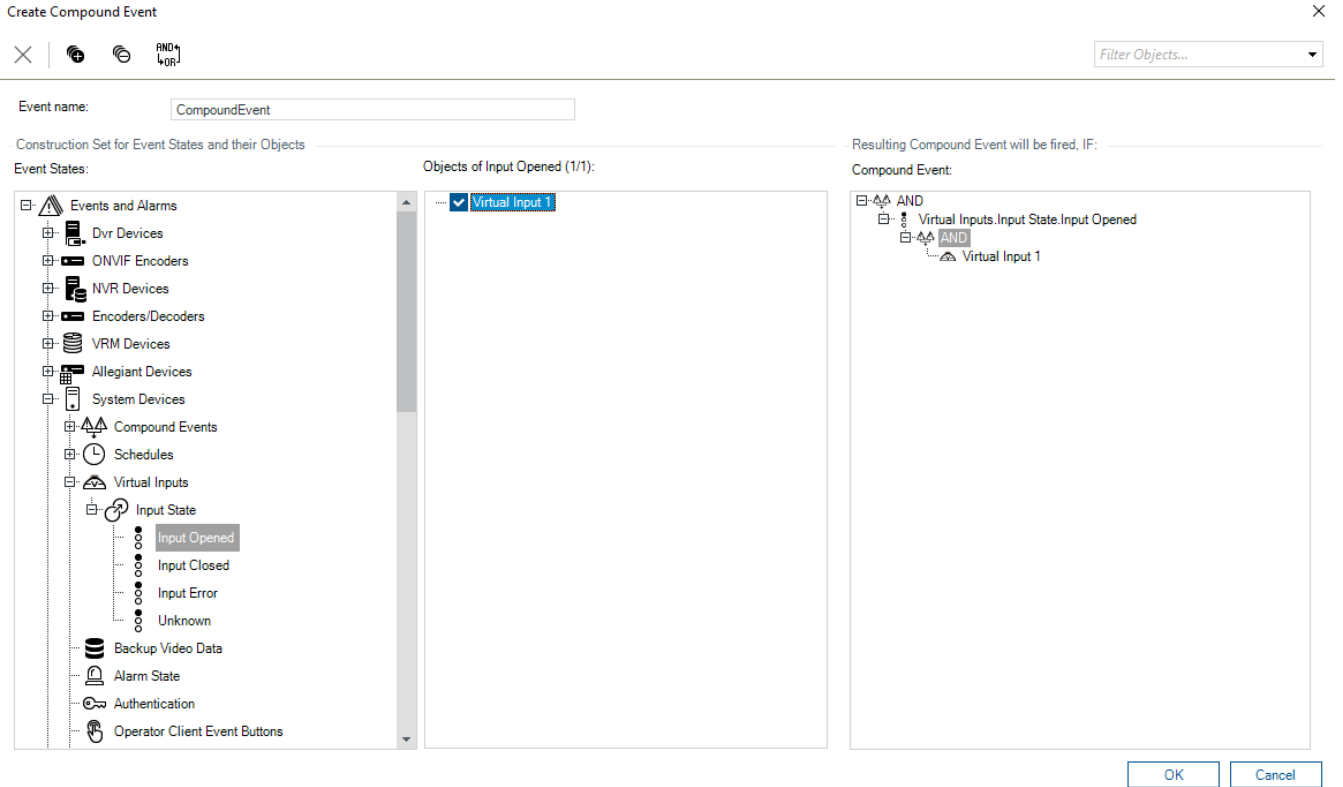 Create Compound Event
AND
OR
Filter Objects...
Event name:
CompoundEvent
Construction Set for Event States and their Objects
Event States:
Events and Alarms
Dvr Devices
ONVIF Encoders
NVR Devices
Encoders/Decoders
VRM Devices
Allegiant Devices
System Devices
Compound Events
Schedules
Virtual Inputs
Input State
Input Opened
Input Closed
Input Error
Unknown
Backup Video Data
Alarm State
Authentication
Operator Client Event Buttons
Objects of Input Opened (1/1):
Virtual Input 1
Resulting Compound Event will be fired, IF:
Compound Event:
AND
Virtual Inputs.Input State.Input Opened
AND
Virtual Input 1
OK
Cancel